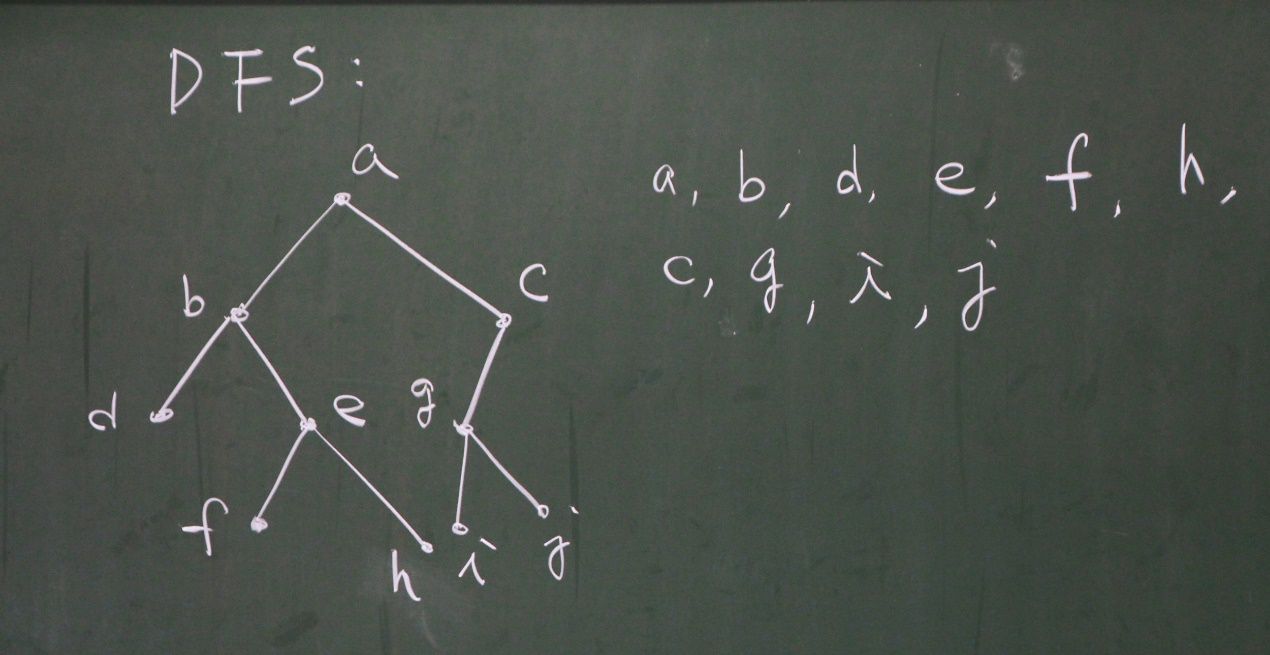 DFS:
a
b
c
d
e
g
f
h
i
j
a, b, d, e, f, h,
c, g, i, j